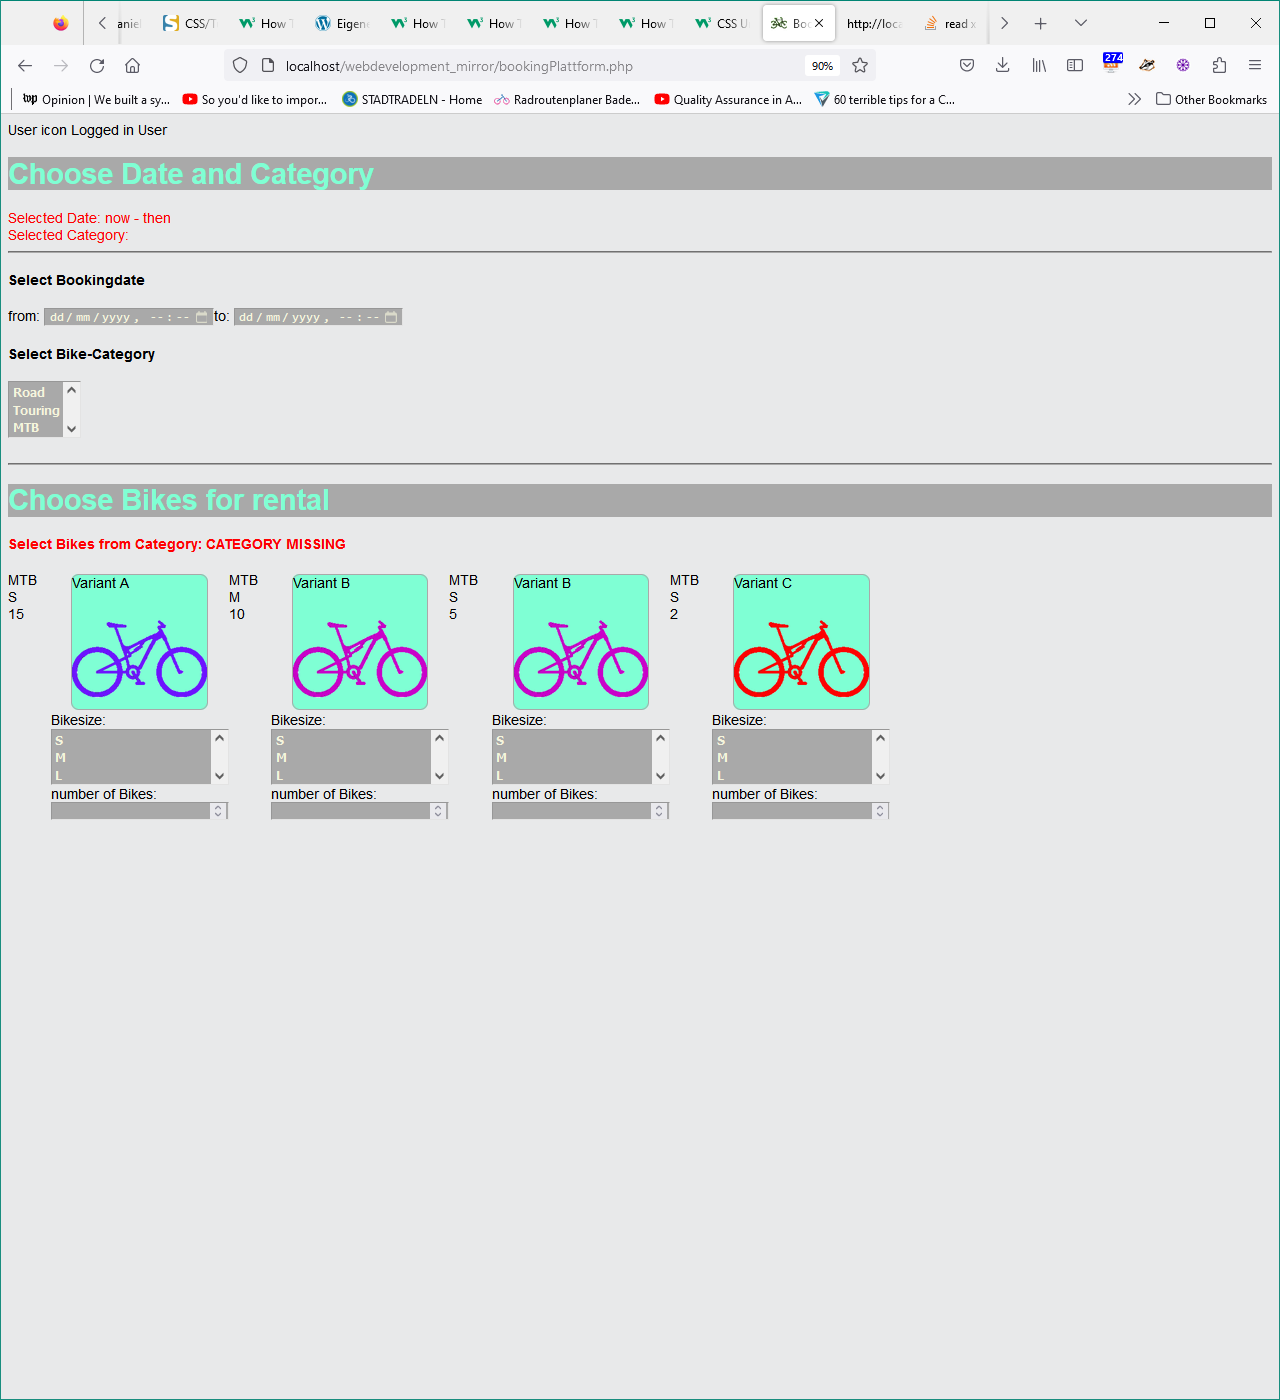 aniel
CSS/T
How T
Eigene
How T
How T
How T
How T
CSS U
Boo
http://loca
read x
localhost/webdevelopment_mirror/bookingPlattform.php
90%
274
Opinion | We built a sy...
So you'd like to impor...
STADTRADELN - Home
Radroutenplaner Bade...
Quality Assurance in A...
60 terrible tips for a C...
Other Bookmarks
User icon Logged in User
Choose Date and Category
Selected Date: now - then
Selected Category:
Select Bookingdate
from: dd/mm/yyyy, --:-- to: dd/mm/yyyy, --:--
Select Bike-Category
Road
Touring
MTB
Choose Bikes for rental
Select Bikes from Category: CATEGORY MISSING
MTB
S
15
Variant A
Bikesize:
S
M
L
number of Bikes:
MTB
M
10
Variant B
Bikesize:
S
M
L
number of Bikes:
MTB
S
5
Variant B
Bikesize:
S
M
L
number of Bikes:
MTB
S
2
Variant C
Bikesize:
S
M
L
number of Bikes: